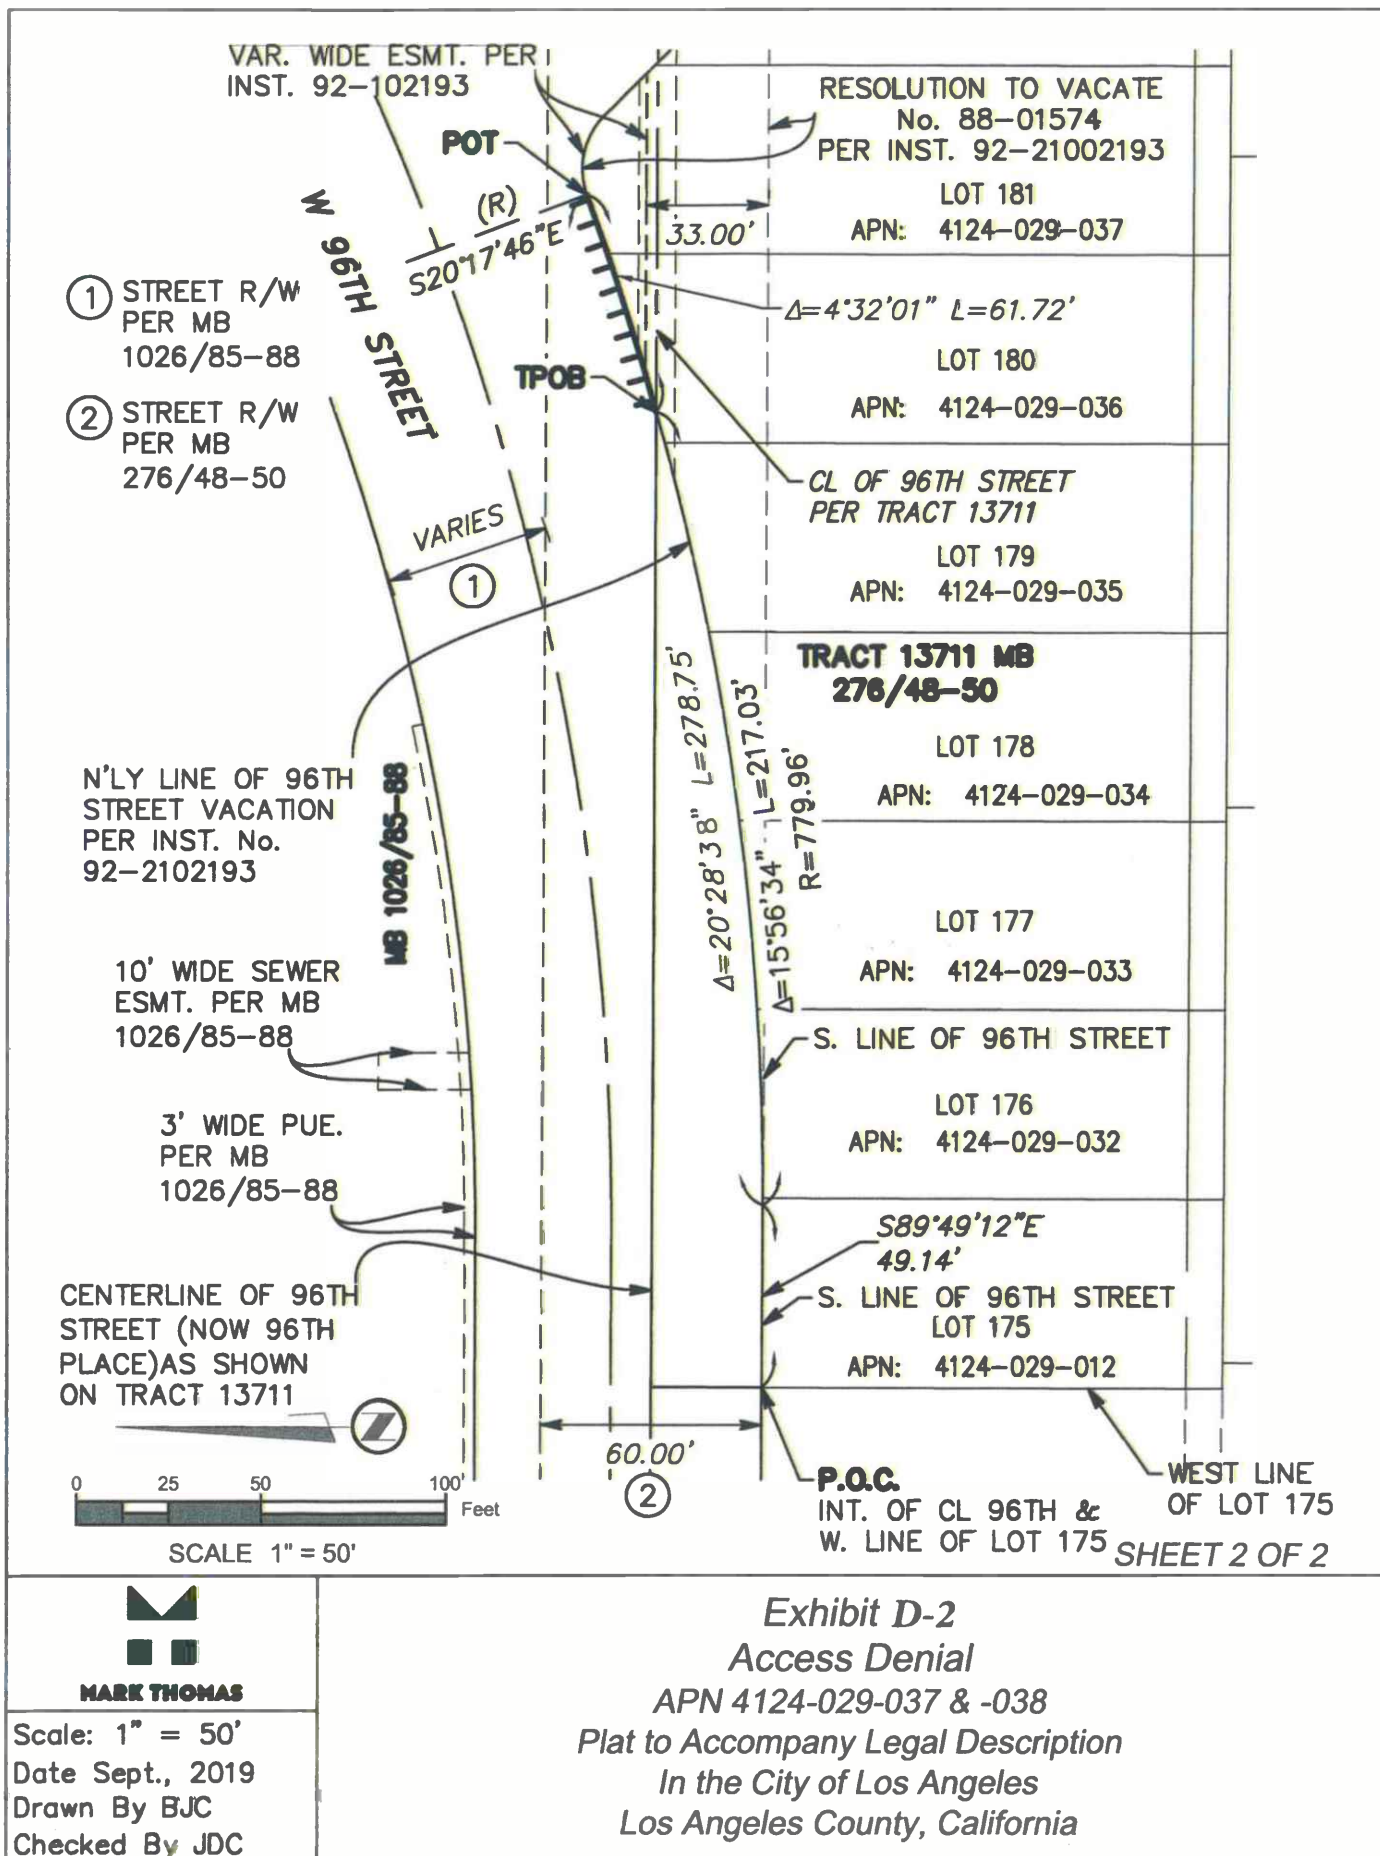 VAR. WIDE ESMT. PER
INST. 92-102193
RESOLUTION TO VACATE
No. 88-01574
PER INST. 92-21002193
POT
W 96TH STREET
(R)
S20°17'46"E
33.00'
LOT 181
APN: 4124-029-037
1 STREET R/W
PER MB
1026/85-88
2 STREET R/W
PER MB
276/48-50
Δ=4°32'01" L=61.72'
LOT 180
APN: 4124-029-036
TPOB
CL OF 96TH STREET
PER TRACT 13711
VARIES
1
LOT 179
APN: 4124-029-035
TRACT 13711 MB
276/48-50
LOT 178
APN: 4124-029-034
N'LY LINE OF 96TH
STREET VACATION
PER INST. No.
92-2102193
MB 1026/85-88
Δ=20°28'38" L=278.75'
Δ=15°56'34" L=217.03'
R=779.96'
LOT 177
APN: 4124-029-033
10' WIDE SEWER
ESMT. PER MB
1026/85-88
S. LINE OF 96TH STREET
LOT 176
APN: 4124-029-032
3' WIDE PUE.
PER MB
1026/85-88
S89°49'12"E
49.14'
S. LINE OF 96TH STREET
LOT 175
APN: 4124-029-012
CENTERLINE OF 96TH
STREET (NOW 96TH
PLACE)AS SHOWN
ON TRACT 13711
Z
60.00'
2
P.O.C.
INT. OF CL 96TH &
W. LINE OF LOT 175
WEST LINE
OF LOT 175
0 25 50 100'
Feet
SCALE 1" = 50'
SHEET 2 OF 2
MARK THOMAS
Scale: 1" = 50'
Date Sept., 2019
Drawn By BJC
Checked By JDC
Exhibit D-2
Access Denial
APN 4124-029-037 & -038
Plat to Accompany Legal Description
In the City of Los Angeles
Los Angeles County, California